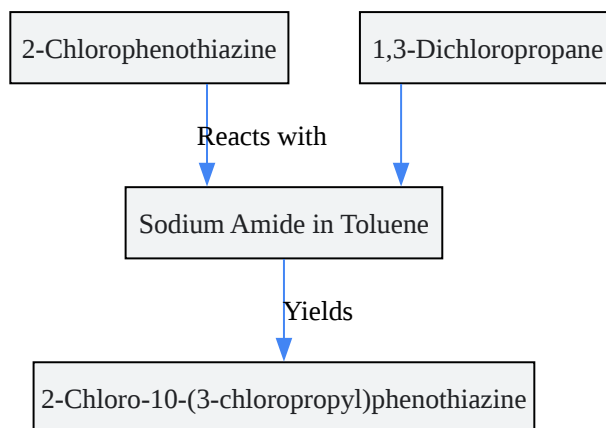 2-Chlorophenothiazine
1,3-Dichloropropane
Reacts with
Sodium Amide in Toluene
Yields
2-Chloro-10-(3-chloropropyl)phenothiazine